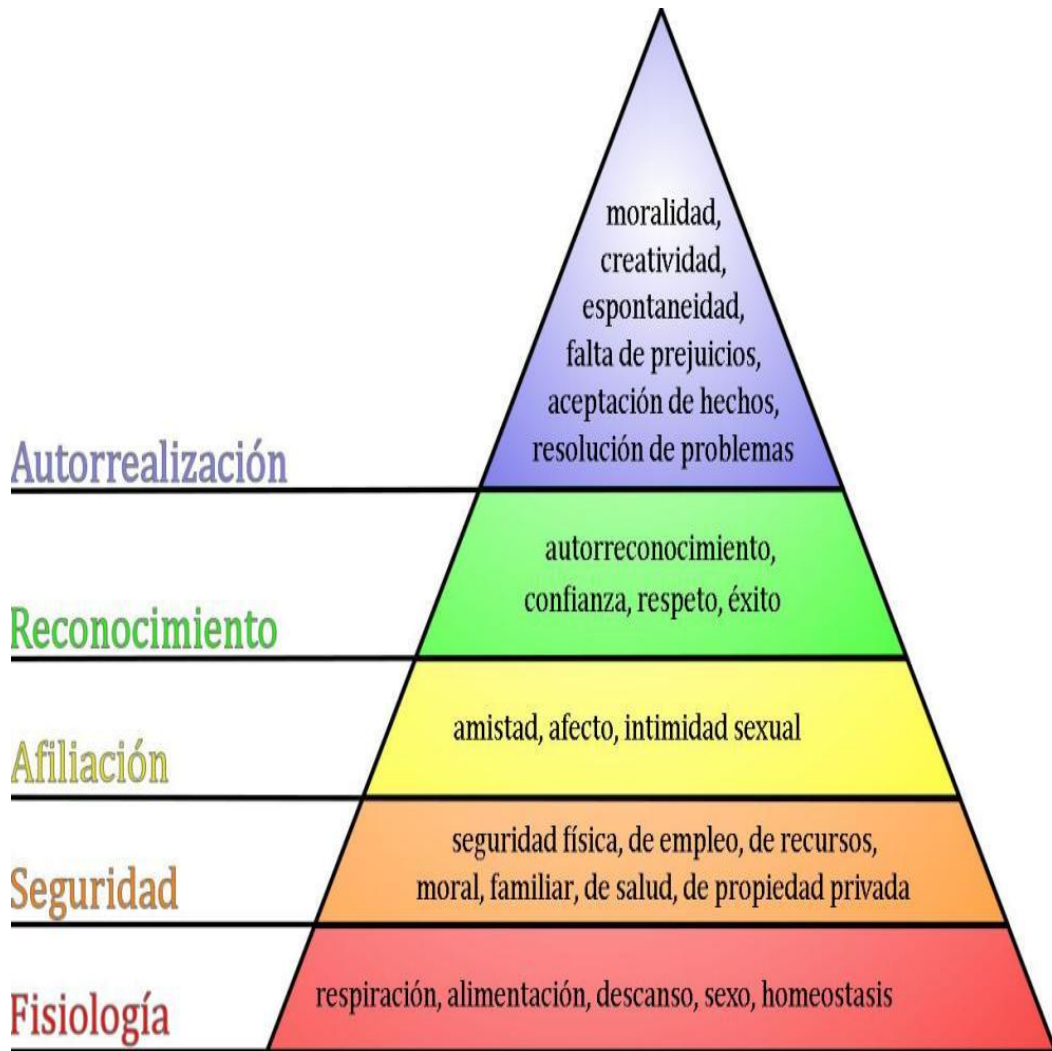 moralidad,
creatividad,
espontaneidad,
falta de prejuicios,
aceptación de hechos,
resolución de problemas
Autorrealización
autorreconocimiento,
confianza, respeto, éxito
Reconocimiento
amistad, afecto, intimidad sexual
Afiliación
seguridad física, de empleo, de recursos,
moral, familiar, de salud, de propiedad privada
Seguridad
respiración, alimentación, descanso, sexo, homeostasis
Fisiología